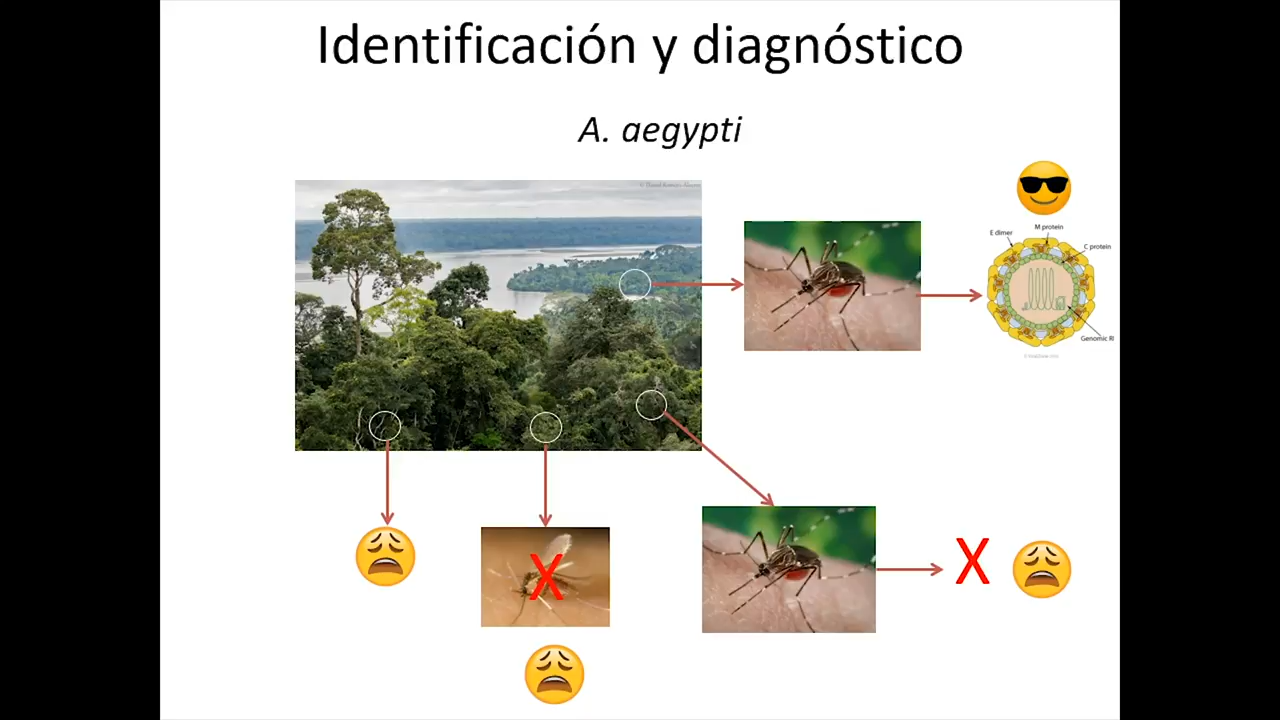 Identificación y diagnóstico
A. aegypti
E dimer
M protein
C protein
Genomic R
X
X